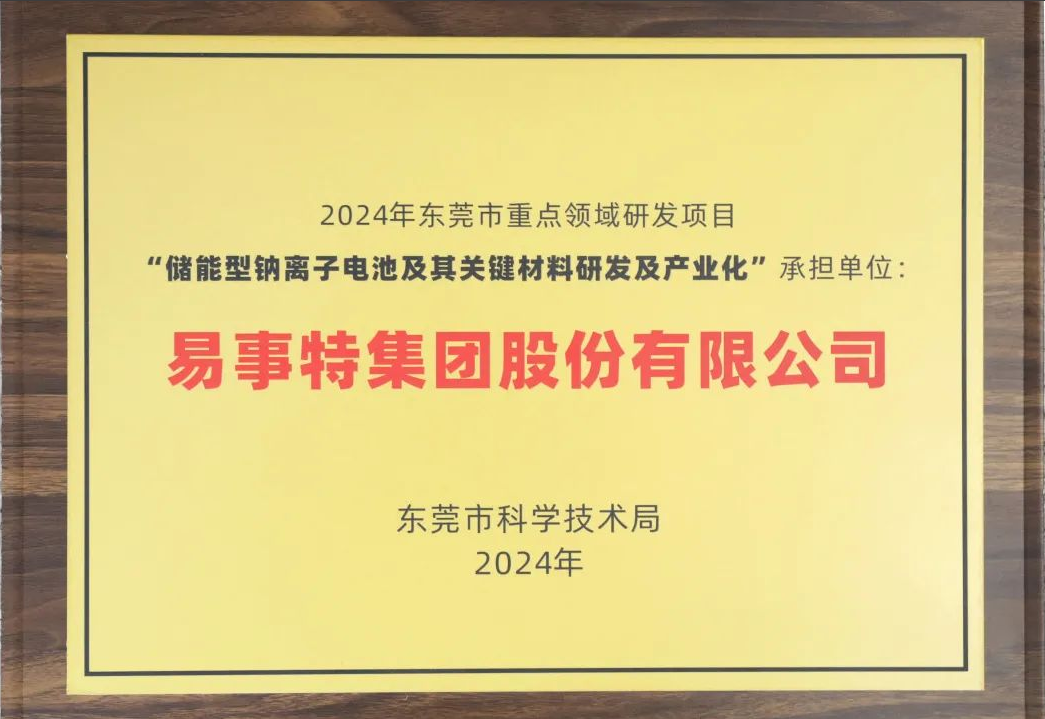 2024年东莞市重点领域研发项目
“储能型钠离子电池及其关键材料研发及产业化”承担单位:
易事特集团股份有限公司
东莞市科学技术局
2024年